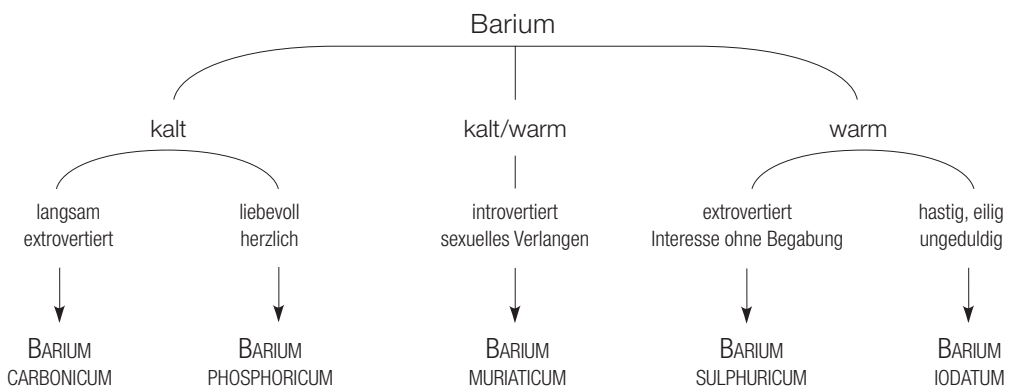 Barium
kalt
kalt/warm
warm
langsam
extrovertiert
liebevoll
herzlich
introvertiert
sexuelles Verlangen
extrovertiert
Interesse ohne Begabung
hastig, eilig
ungeduldig
BARIUM
CARBONICUM
BARIUM
PHOSPHORICUM
BARIUM
MURIATICUM
BARIUM
SULPHURICUM
BARIUM
IODATUM